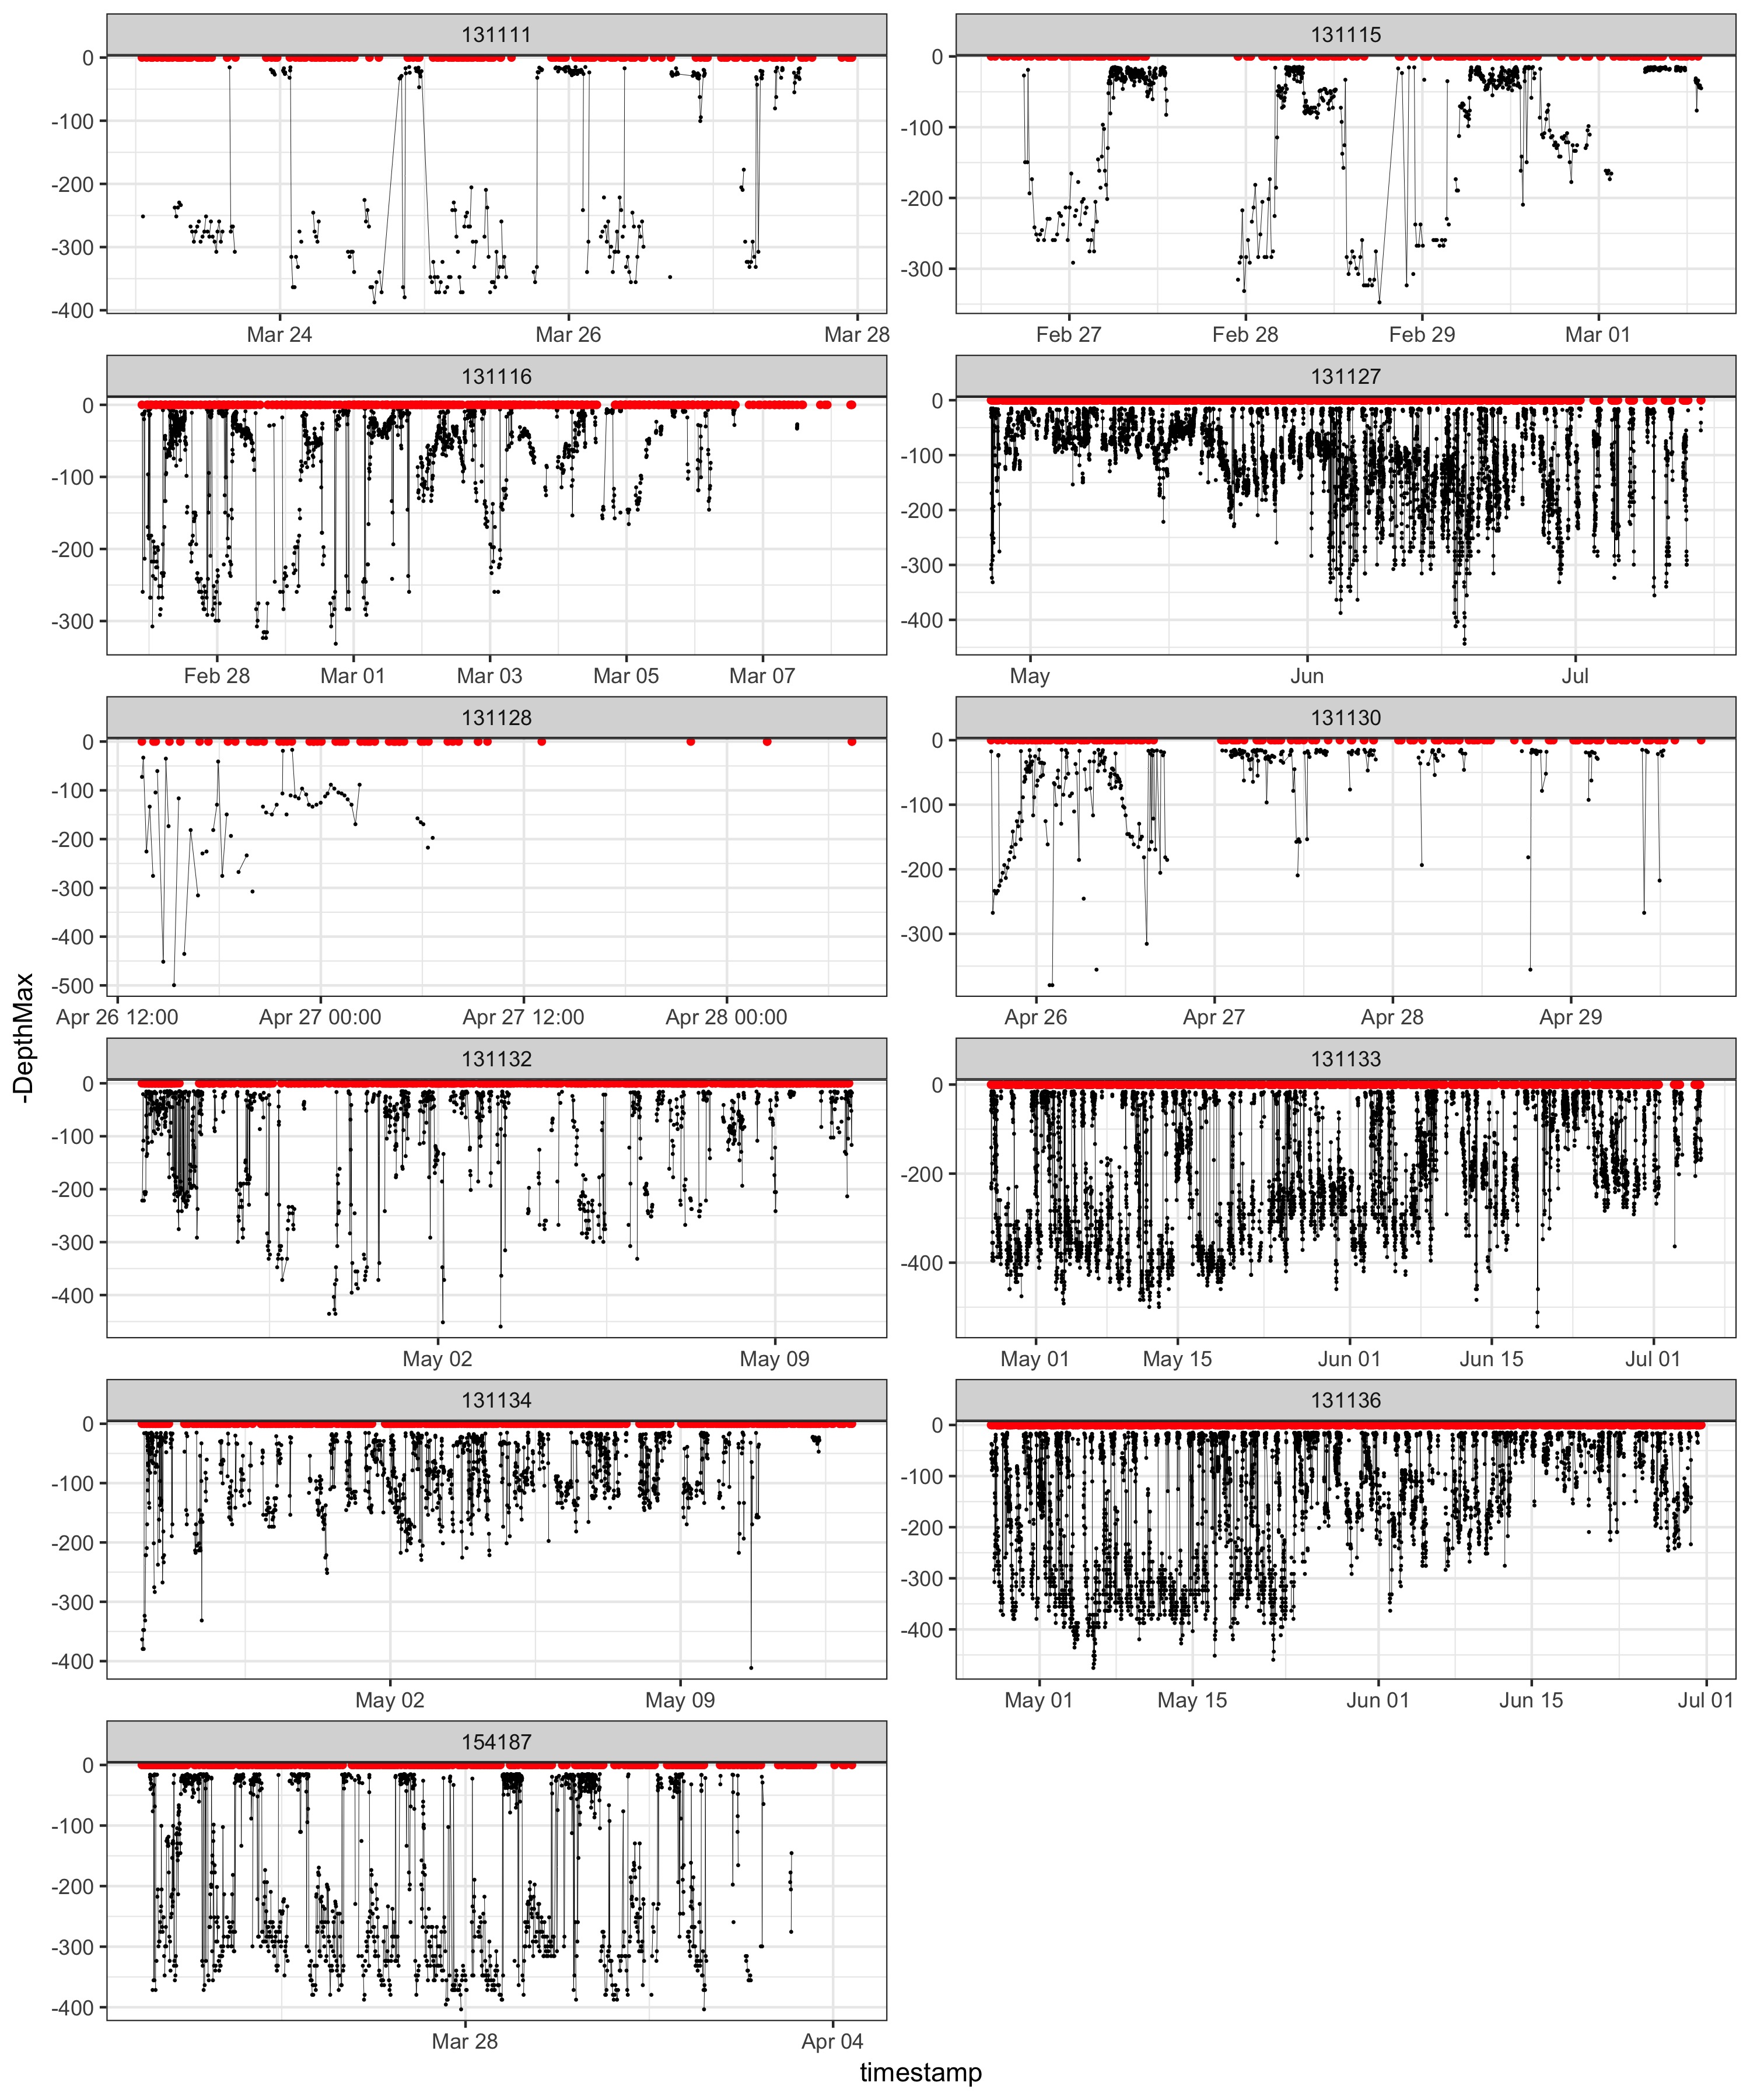 131111
131115
0
-100
-200
-300
-400
0
-100
-200
-300
Mar 24
Mar 26
Mar 28
Feb 27
Feb 28
Feb 29
Mar 01
131116
131127
0
-100
-200
-300
0
-100
-200
-300
-400
Feb 28
Mar 01
Mar 03
Mar 05
Mar 07
May
Jun
Jul
131128
131130
0
-100
-200
-300
-400
-500
0
-100
-200
-300
Apr 26 12:00
Apr 27 00:00
Apr 27 12:00
Apr 28 00:00
Apr 26
Apr 27
Apr 28
Apr 29
-DepthMax
131132
131133
0
-100
-200
-300
-400
0
-200
-400
May 02
May 09
May 01
May 15
Jun 01
Jun 15
Jul 01
131134
131136
0
-100
-200
-300
-400
0
-100
-200
-300
-400
May 02
May 09
May 01
May 15
Jun 01
Jun 15
Jul 01
154187
0
-100
-200
-300
-400
Mar 28
Apr 04
timestamp